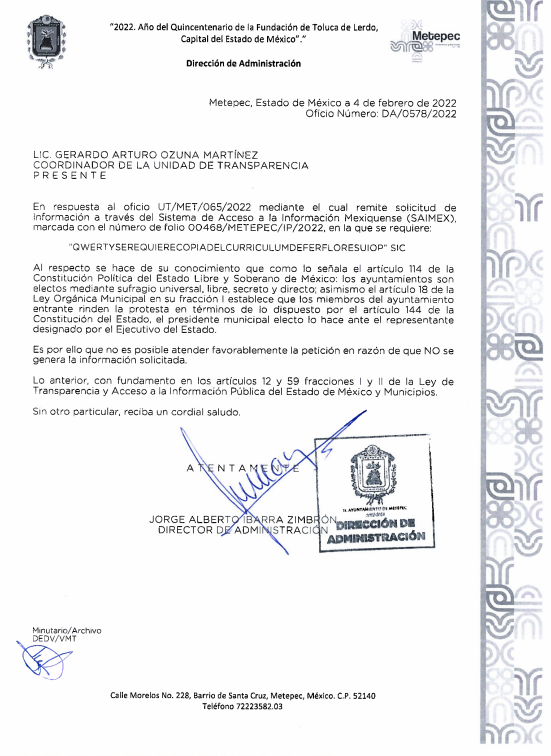 "2022. Año del Quincentenario de la Fundación de Toluca de Lerdo,
Capital del Estado de México"."
Metepec
Dirección de Administración
Metepec, Estado de México a 4 de febrero de 2022
Oficio Número: DA/0578/2022
LIC. GERARDO ARTURO OZUNA MARTÍNEZ
COORDINADOR DE LA UNIDAD DE TRANSPARENCIA
P R E S E N T E
En respuesta al oficio UT/MET/065/2022 mediante el cual remite solicitud de
Información a través del Sistema de Acceso a la Información Mexiquense (SAIMEX),
marcada con el número de folio 00468/METEPEC/IP/2022, en la que se requiere:
"QWERTYSEREQUIERECOPIADELCURRICULUMDEFERFLORESUIOP" SIC
Al respecto se hace de su conocimiento que como lo señala el artículo 114 de la
Constitución Política del Estado Libre y Soberano de México: los ayuntamientos son
electos mediante sufragio universal, libre, secreto y directo; asimismo el artículo 18 de la
Ley Orgánica Municipal en su fracción I establece que los miembros del ayuntamiento
entrante rinden la protesta en términos de lo dispuesto por el artículo 144 de la
Constitución del Estado, el presidente municipal electo lo hace ante el representante
designado por el Ejecutivo del Estado.
Es por ello que no es posible atender favorablemente la petición en razón de que NO se
genera la información solicitada.
Lo anterior, con fundamento en los artículos 12 y 59 fracciones I y II de la Ley de
Transparencia y Acceso a la Información Pública del Estado de México y Municipios.
Sin otro particular, reciba un cordial saludo.
A T E N T A M E N T E
JORGE ALBERTO IBARRA ZIMBRÓN
DIRECTOR DE ADMINISTRACIÓN
H. AYUNTAMIENTO DE METEPEC
DIRECCIÓN DE
ADMINISTRACIÓN
Minutario/Archivo
DEDV/VMT
Calle Morelos No. 228, Barrio de Santa Cruz, Metepec, México. C.P. 52140
Teléfono 72223582.03